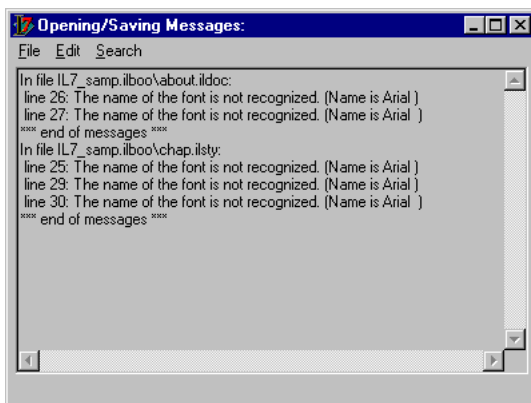 Opening/Saving Messages:
File Edit Search
In file IL7_samp.ilboo\about.ildoc:
line 26: The name of the font is not recognized. (Name is Arial )
line 27: The name of the font is not recognized. (Name is Arial )
*** end of messages ***
In file IL7_samp.ilboo\chap.ilsty:
line 25: The name of the font is not recognized. (Name is Arial  )
line 29: The name of the font is not recognized. (Name is Arial  )
line 30: The name of the font is not recognized. (Name is Arial  )
*** end of messages ***